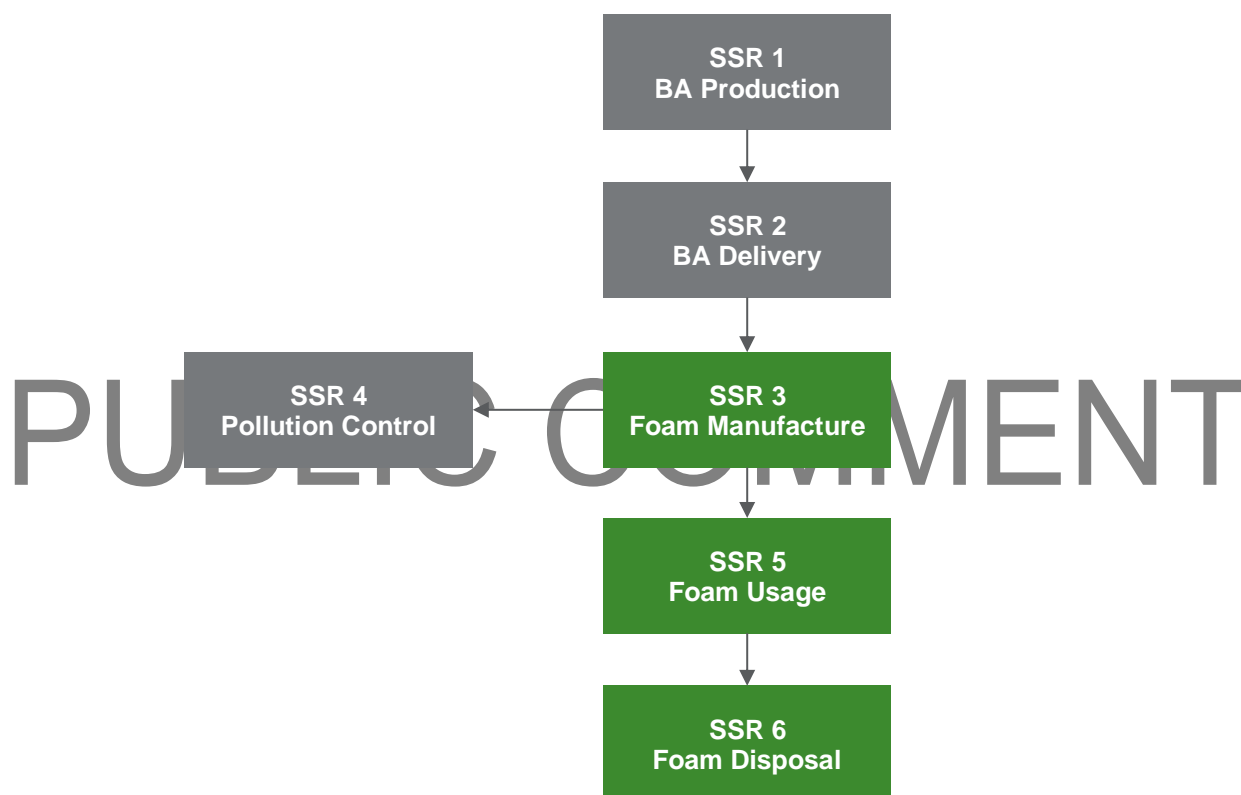 SSR 1
BA Production
SSR 2
BA Delivery
SSR 4
Pollution Control
SSR 3
Foam Manufacture
PUBLIC COMMENT
SSR 5
Foam Usage
SSR 6
Foam Disposal